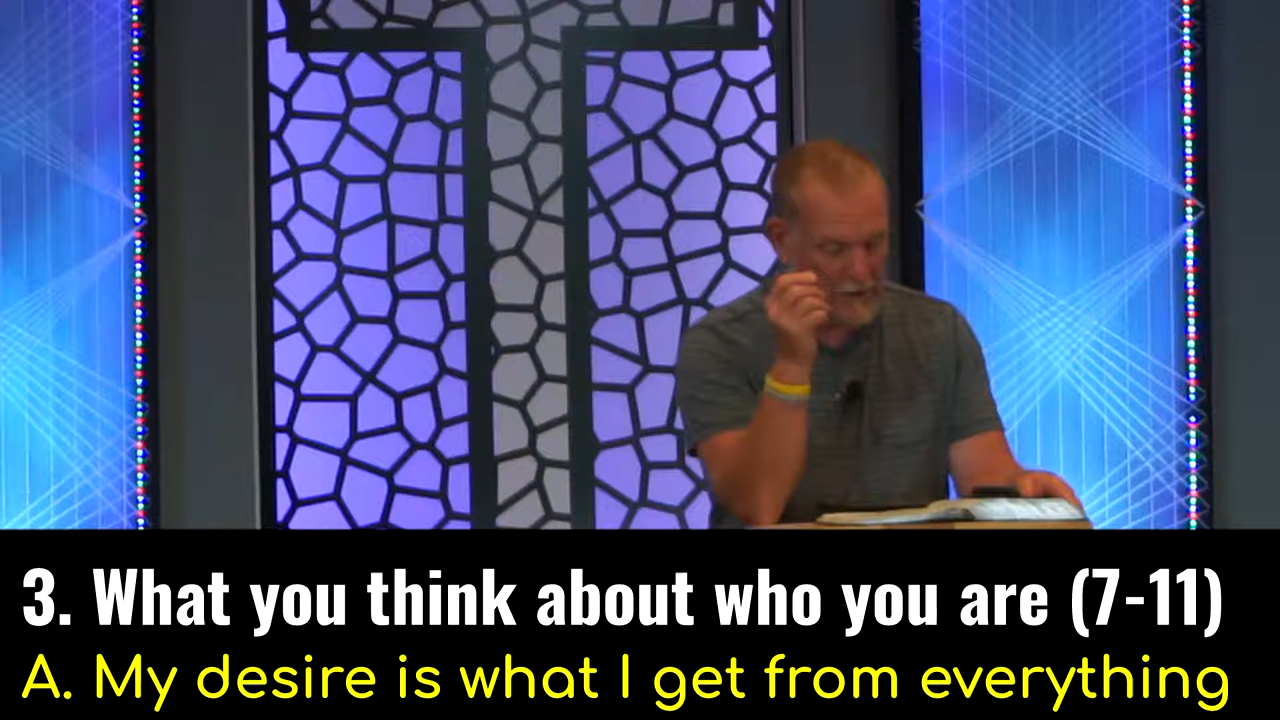 3. What you think about who you are (7-11)
A. My desire is what I get from everything